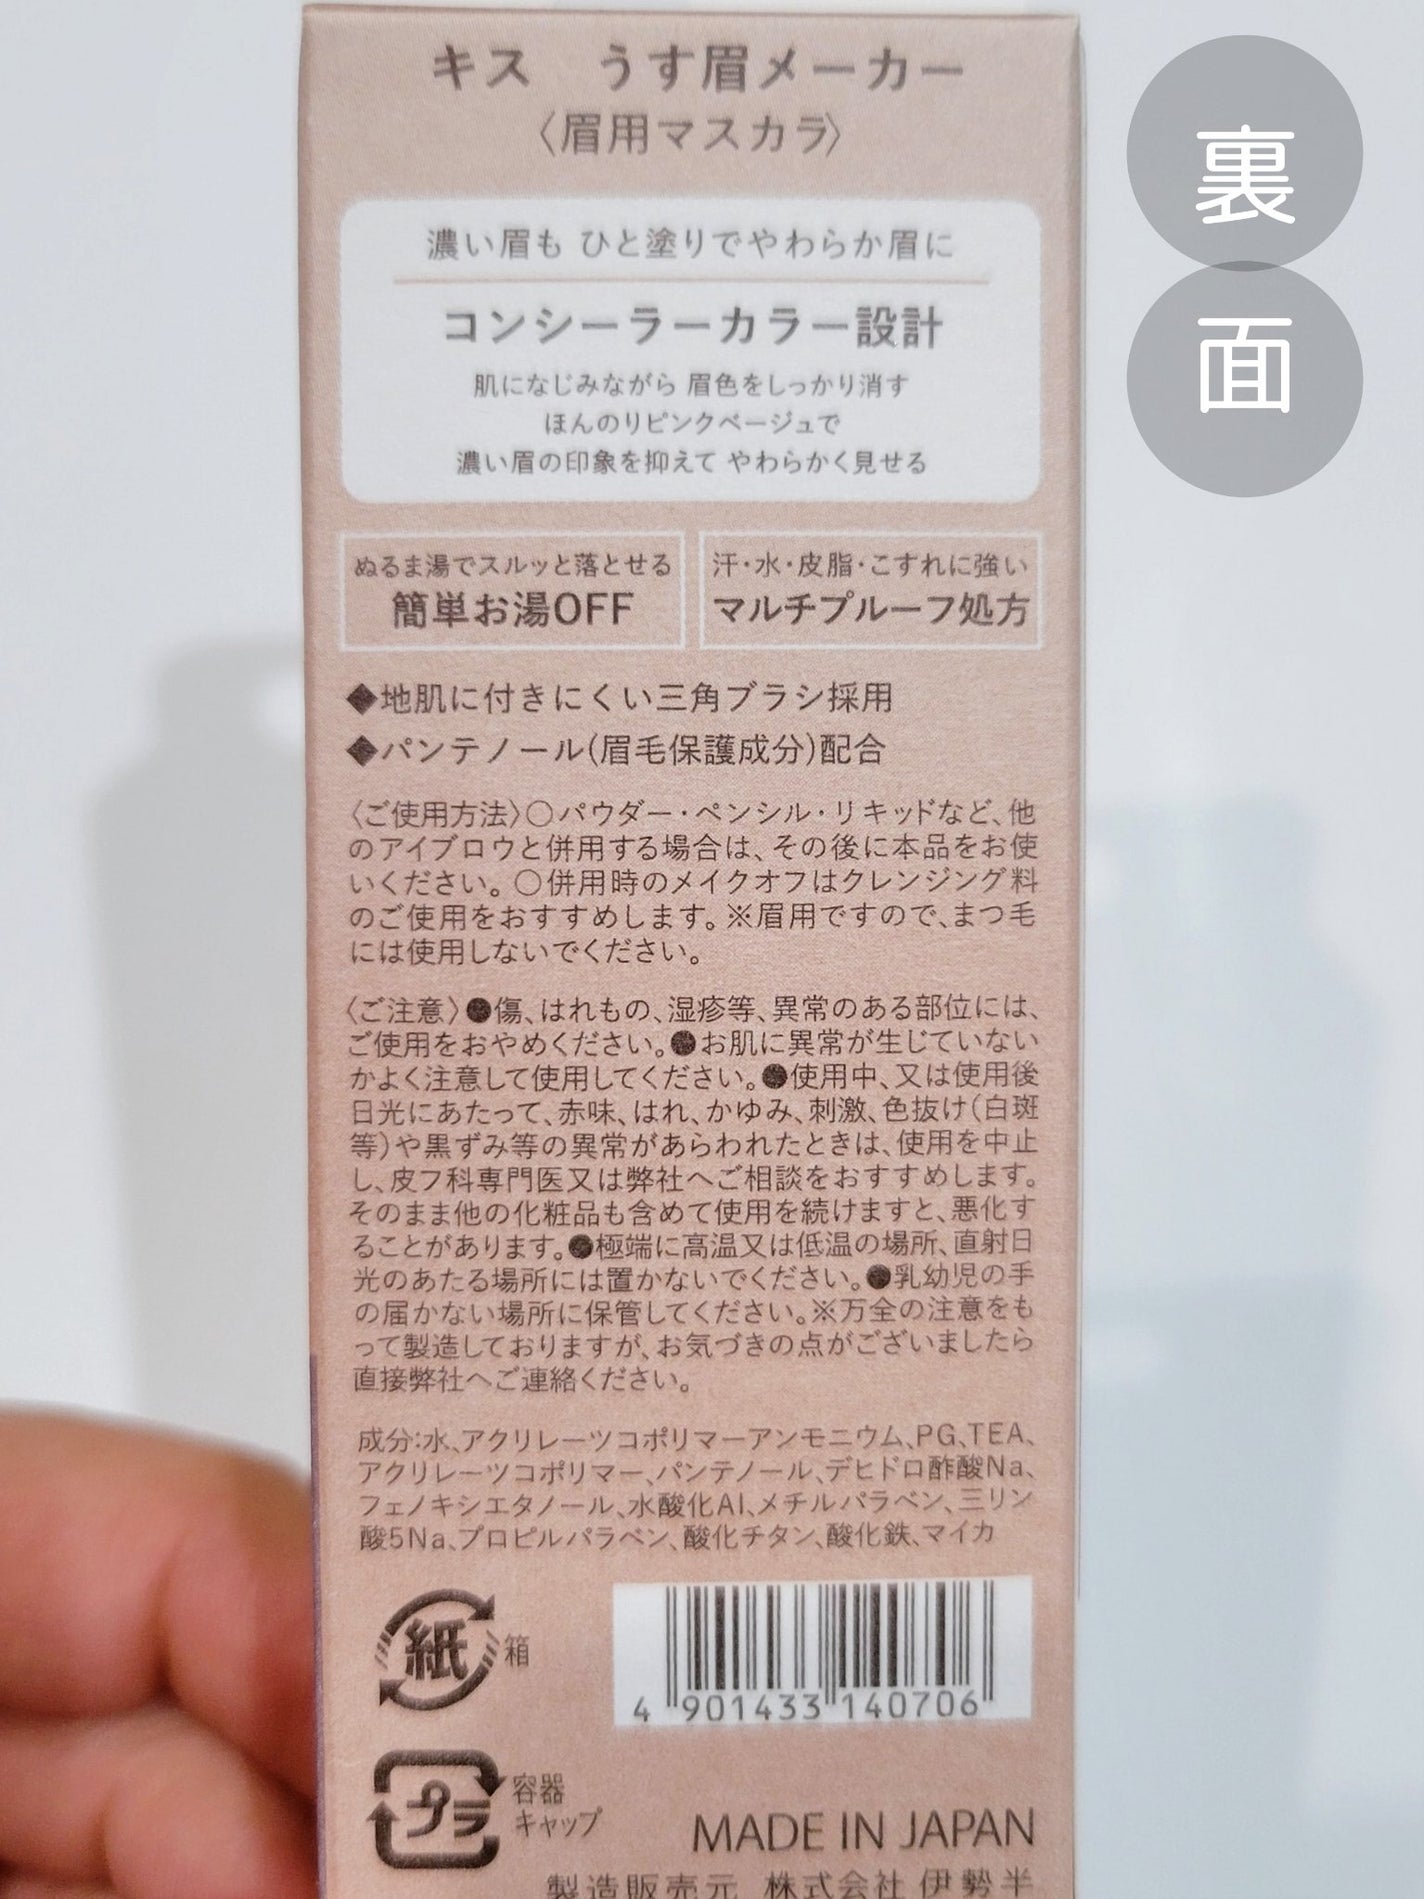 キス うす眉メーカー
〈眉用マスカラ〉
濃い眉も ひと塗りでやわらか眉に
コンシーラーカラー設計
肌になじみながら 眉色をしっかり消す
ほんのりピンクベージュで
濃い眉の印象を抑えて やわらかく見せる
ぬるま湯でスルッと落とせる
簡単お湯OFF
汗・水・皮脂・こすれに強い
マルチプルーフ処方
◆地肌に付きにくい三角ブラシ採用
◆パンテノール(眉毛保護成分)配合
〈ご使用方法〉○パウダー・ペンシル・リキッドなど、他
のアイブロウと併用する場合は、その後に本品をお使
いください。○併用時のメイクオフはクレンジング料
のご使用をおすすめします。※眉用ですので、まつ毛
には使用しないでください。
〈ご注意〉●傷、はれもの、湿疹等、異常のある部位には、
ご使用をおやめください。●お肌に異常が生じていない
かよく注意して使用してください。●使用中、又は使用後
日光にあたって、赤味、はれ、かゆみ、刺激、色抜け(白斑
等)や黒ずみ等の異常があらわれたときは、使用を中止
し、皮フ科専門医又は弊社へご相談をおすすめします。
そのまま他の化粧品も含めて使用を続けますと、悪化す
ることがあります。●極端に高温又は低温の場所、直射日
光のあたる場所には置かないでください。●乳幼児の手
の届かない場所に保管してください。※万全の注意をも
って製造しておりますが、お気づきの点がございましたら
直接弊社へご連絡ください。
成分:水、アクリレーツコポリマーアンモニウム、PG、TEA、
アクリレーツコポリマー、パンテノール、デヒドロ酢酸Na、
フェノキシエタノール、水酸化Al、メチルパラベン、三リン
酸5Na、プロピルパラベン、酸化チタン、酸化鉄、マイカ
紙 箱
4 901433 140706
プラ 容器
キャップ
MADE IN JAPAN
製造販売元 株式会社 伊勢半
裏
面